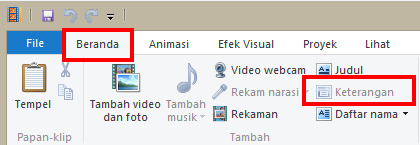 File Beranda Animasi Efek Visual Proyek Lihat
Tempel
Papan-klip
Tambah video
dan foto
Tambah
musik
Video webcam
Rekam narasi
Rekaman
Judul
Keterangan
Daftar nama
Tambah